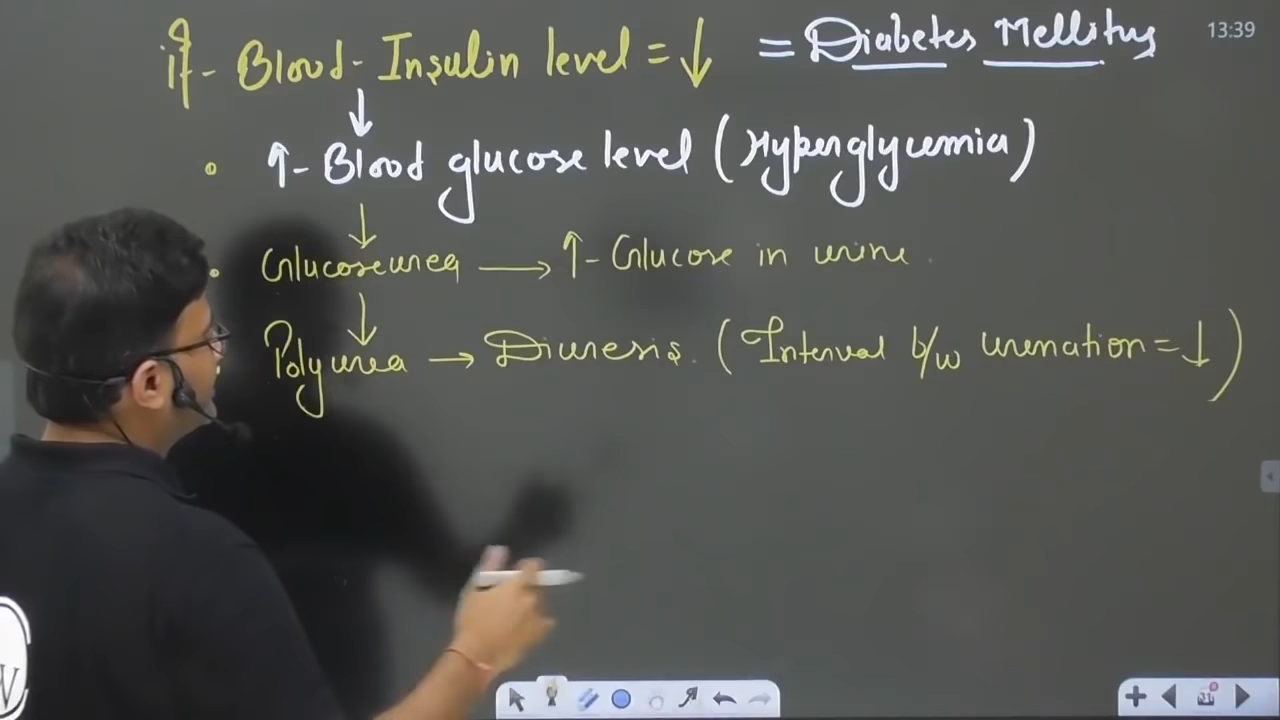 if - Blood - Insulin level = ↓ = Diabetes Mellitus
13:39
↓
• ↑ - Blood glucose level (Hyperglycemia)
↓
• Glucoseurea → ↑ - Glucose in urine.
↓
• Polyurea → Diuresis. (Interval b/w urenation = ↓)
W
31